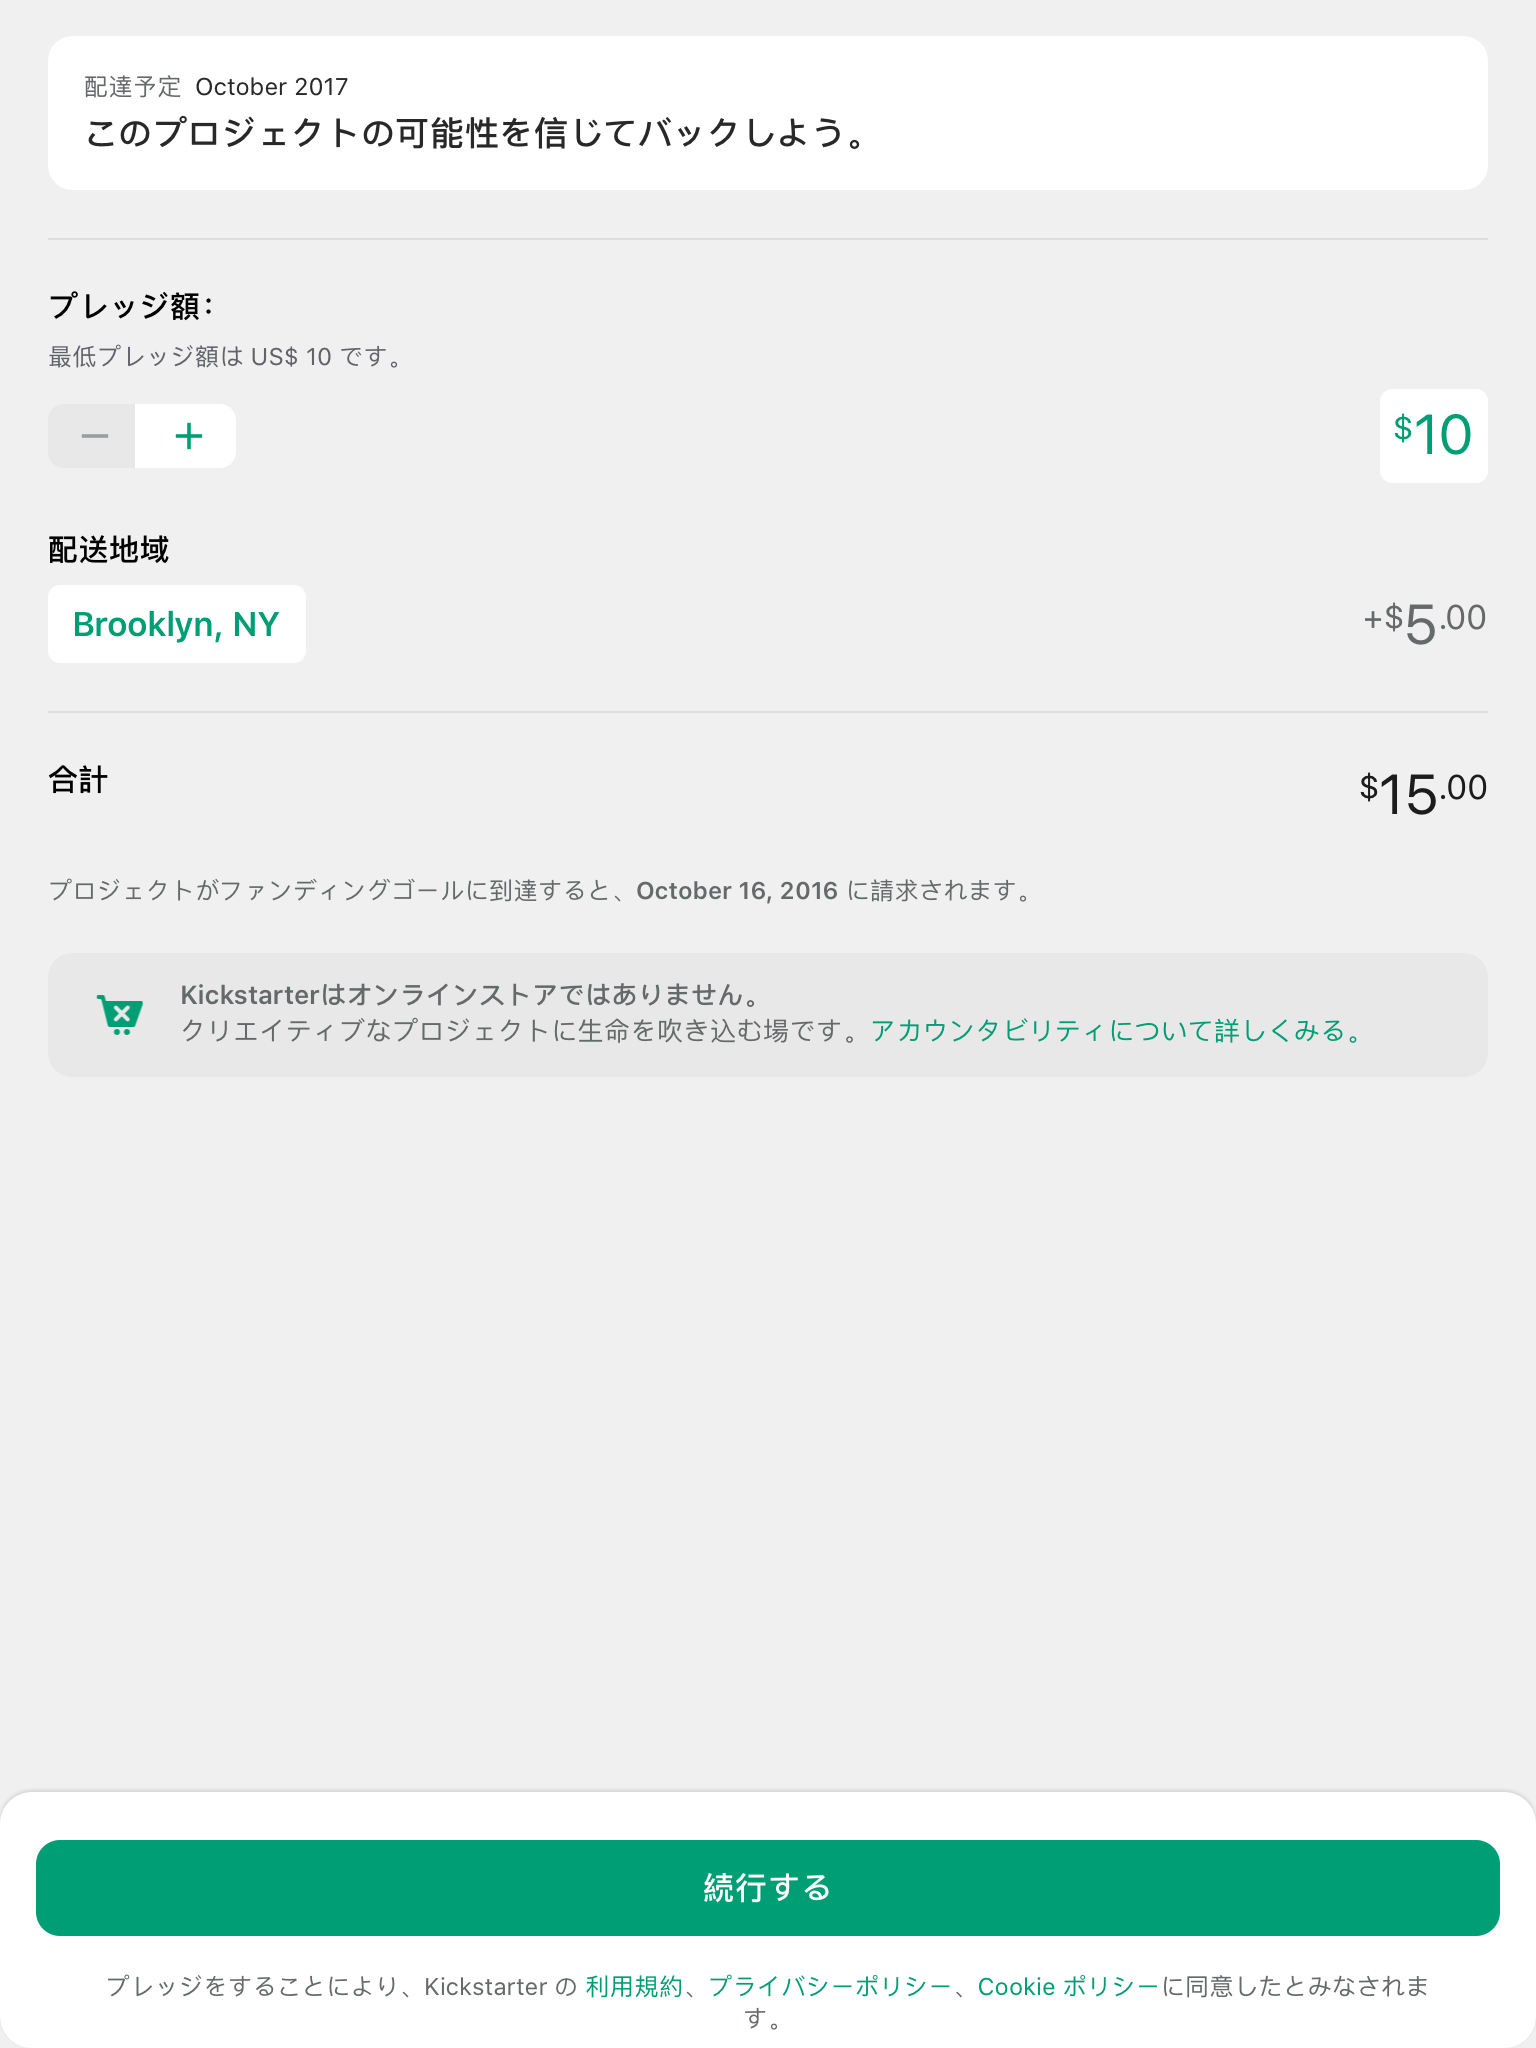 配達予定 October 2017
このプロジェクトの可能性を信じてバックしよう。
プレッジ額:
最低プレッジ額は US$ 10 です。
− +
$10
配送地域
Brooklyn, NY
+$5.00
合計
$15.00
プロジェクトがファンディングゴールに到達すると、October 16, 2016 に請求されます。
Kickstarterはオンラインストアではありません。
クリエイティブなプロジェクトに生命を吹き込む場です。アカウンタビリティについて詳しくみる。
続行する
プレッジをすることにより、Kickstarter の 利用規約、プライバシーポリシー、Cookie ポリシーに同意したとみなされま
す。